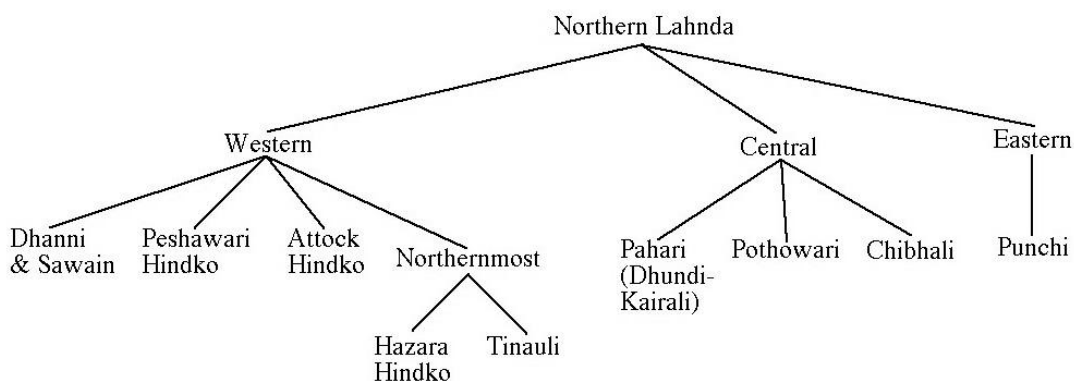 Northern Lahnda
Western
Central
Eastern
Dhanni
& Sawain
Peshawari
Hindko
Attock
Hindko
Northernmost
Pahari
(Dhundi-
Kairali)
Pothowari
Chibhali
Punchi
Hazara
Hindko
Tinauli